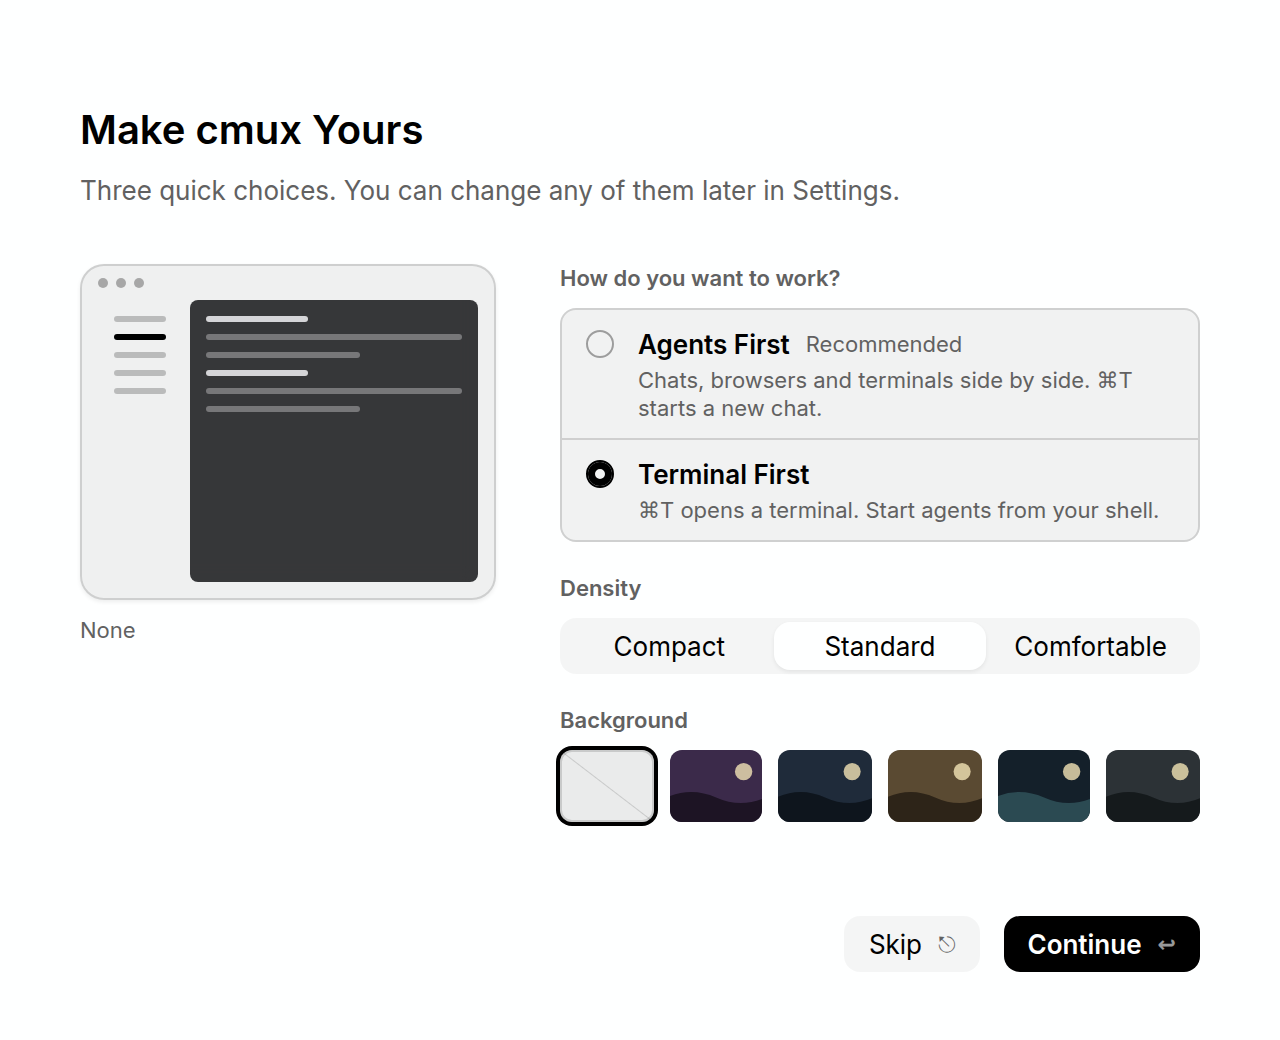 Make cmux Yours
Three quick choices. You can change any of them later in Settings.
None
How do you want to work?
Agents First Recommended
Chats, browsers and terminals side by side. ⌘T
starts a new chat.
Terminal First
⌘T opens a terminal. Start agents from your shell.
Density
Compact Standard Comfortable
Background
Skip ⎋ Continue ↩